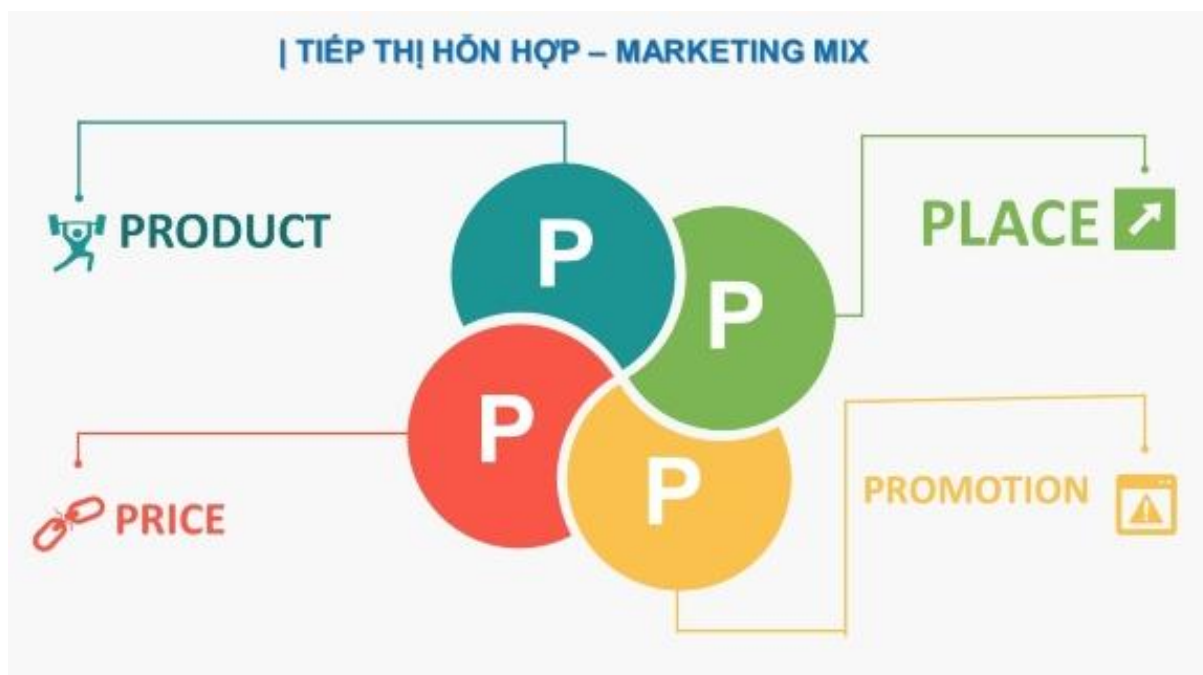 | TIẾP THỊ HỖN HỢP – MARKETING MIX
PRODUCT
PLACE
P
P
P
P
PRICE
PROMOTION